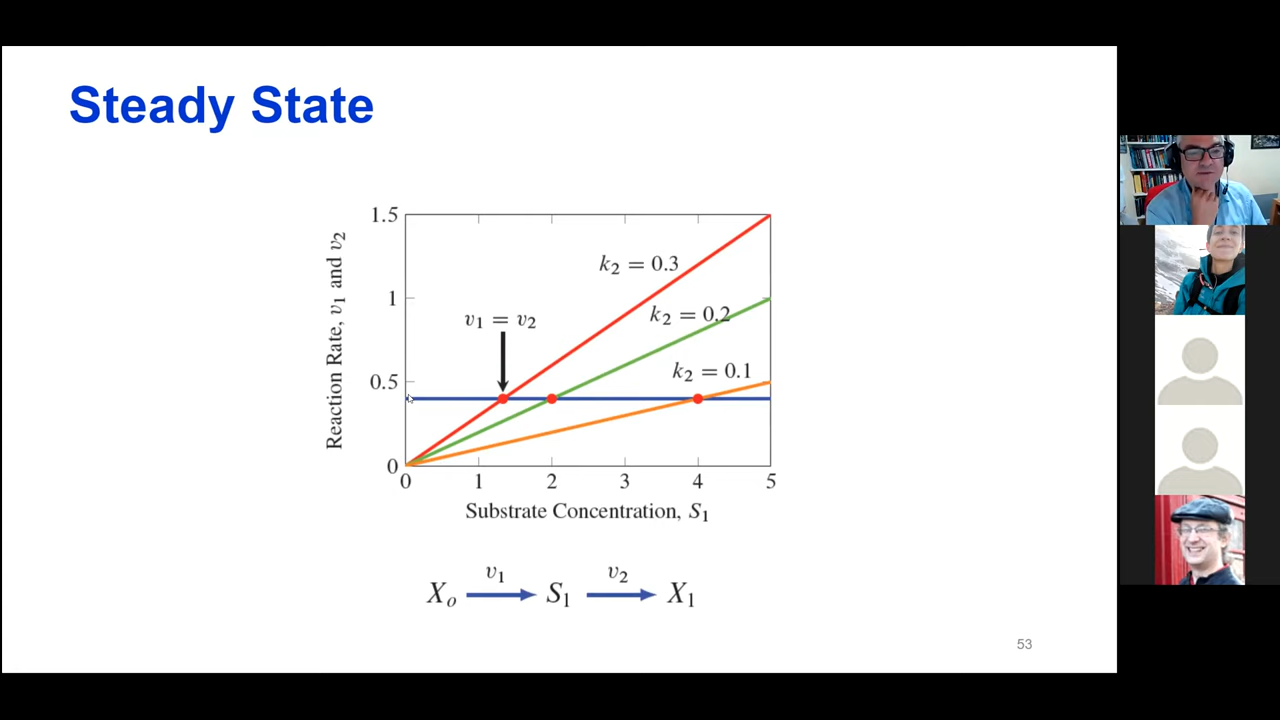 Steady State
Reaction Rate, v₁ and v₂
1.5
1
0.5
0
k₂ = 0.3
k₂ = 0.2
k₂ = 0.1
v₁ = v₂
0 1 2 3 4 5
Substrate Concentration, S₁
v₁ v₂
Xₒ S₁ X₁
53